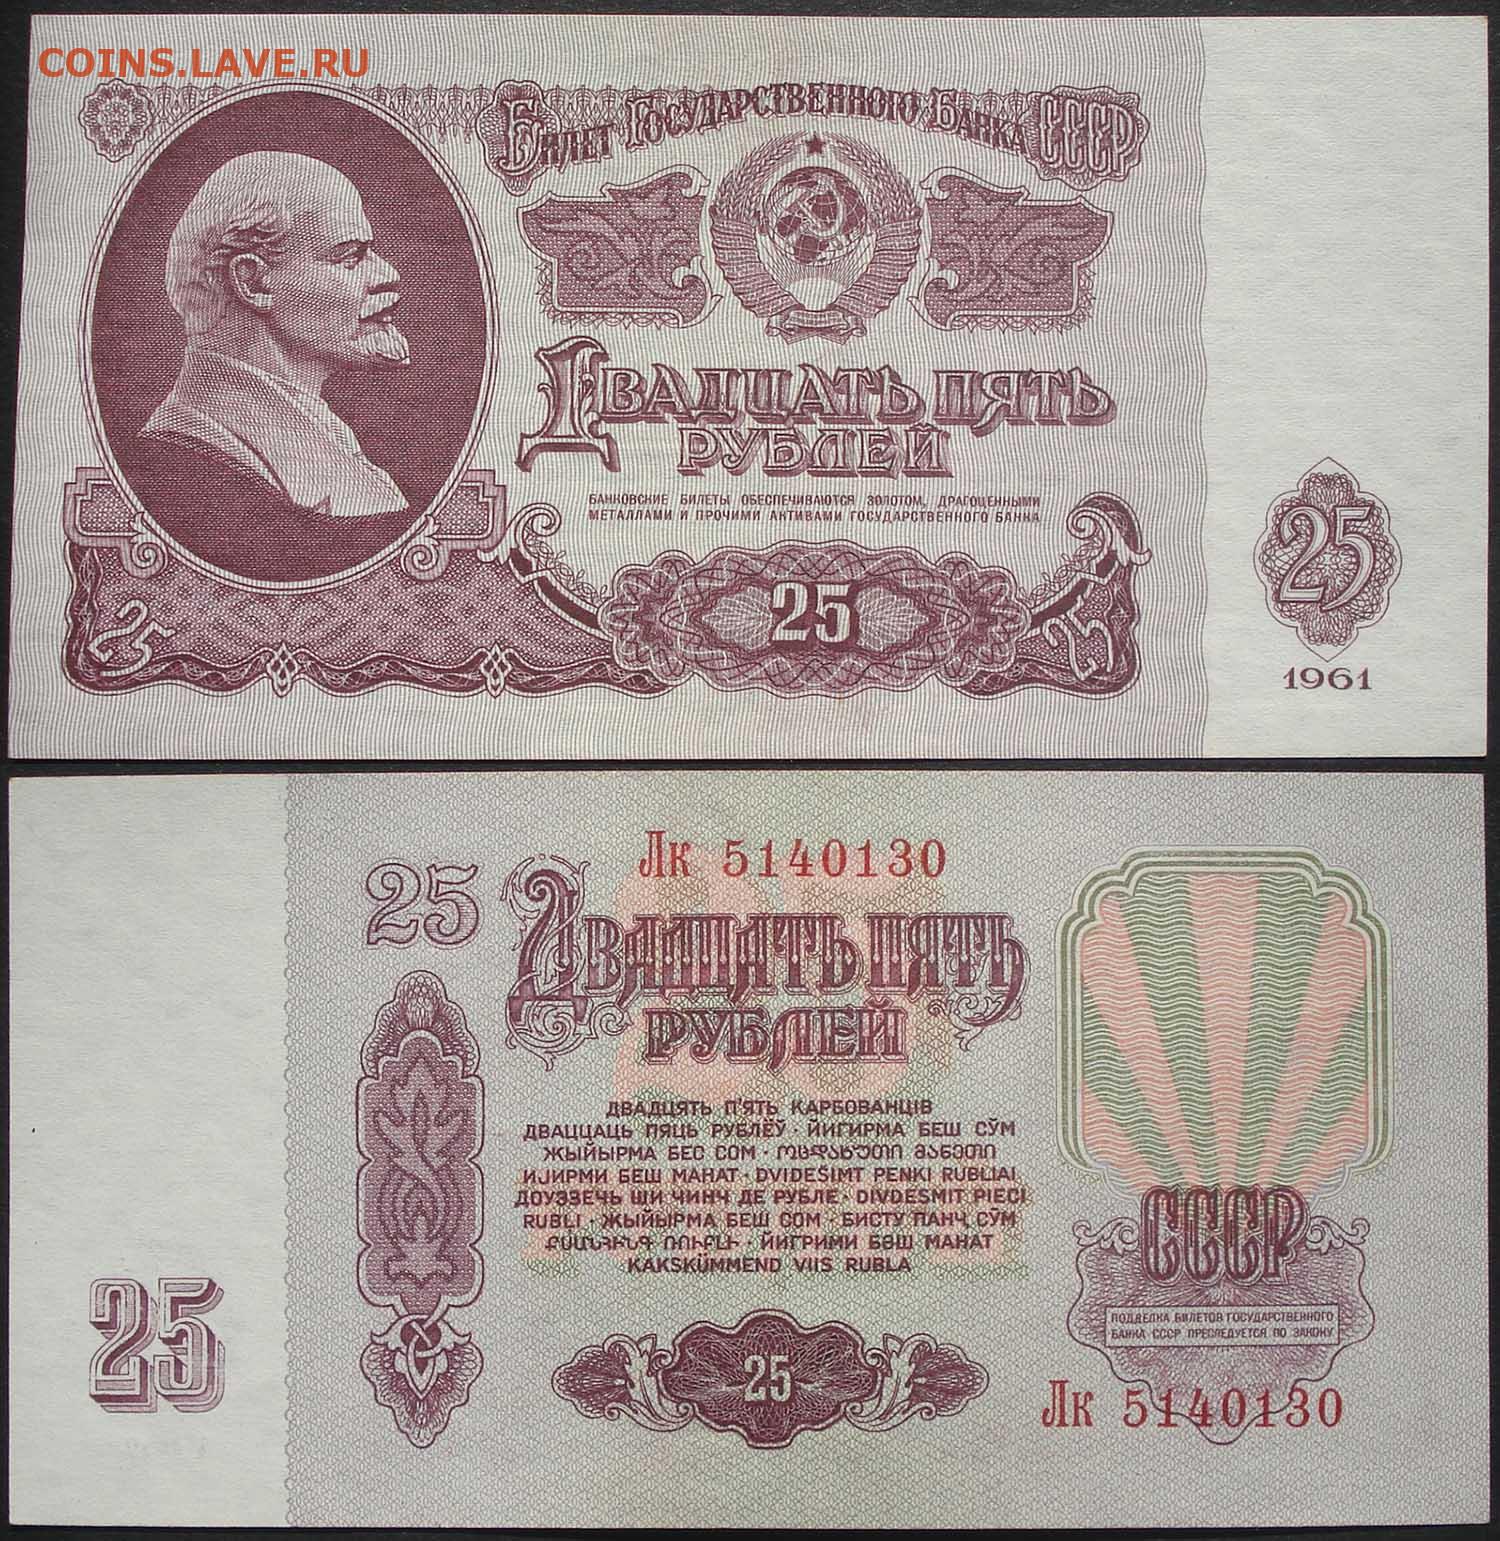 COINS.LAVE.RU
Билет Государственного Банка СССР
Двадцать пять
рублей
БАНКОВСКИЕ БИЛЕТЫ ОБЕСПЕЧИВАЮТСЯ ЗОЛОТОМ, ДРАГОЦЕННЫМИ
МЕТАЛЛАМИ И ПРОЧИМИ АКТИВАМИ ГОСУДАРСТВЕННОГО БАНКА
25
25
25
25
1961
Лк 5140130
25
Двадцать пять
рублей
ДВАДЦЯТЬ П'ЯТЬ КАРБОВАНЦІВ
ДВАЦЦАЦЬ ПЯЦЬ РУБЛЁЎ · ЙИГИРМА БЕШ СЎМ
ЖЫЙЫРМА БЕС СОМ · ოცდახუთი მანეთი
ИЈИРМИ БЕШ МАНАТ · DVIDEŠIMT PENKI RUBLIAI
ДОУЭЗЕЧЬ ШИ ЧИНЧ ДЕ РУБЛЕ · DIVDESMIT PIECI
RUBLI · ЖЫЙЫРМА БЕШ СОМ · БИСТУ ПАНҶ СЎМ
ՔՍԱՆՀԻՆԳ ՌՈՒԲԼԻ · ЙИГРИМИ БӘШ МАНАТ
KAKSKÜMMEND VIIS RUBLA
СССР
ПОДДЕЛКА БИЛЕТОВ ГОСУДАРСТВЕННОГО
БАНКА СССР ПРЕСЛЕДУЕТСЯ ПО ЗАКОНУ
25
25
Лк 5140130